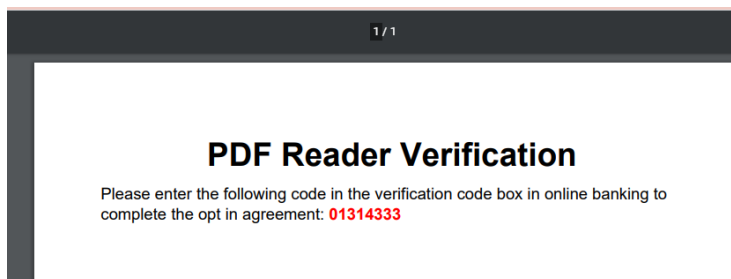 1 / 1
PDF Reader Verification
Please enter the following code in the verification code box in online banking to
complete the opt in agreement: 01314333